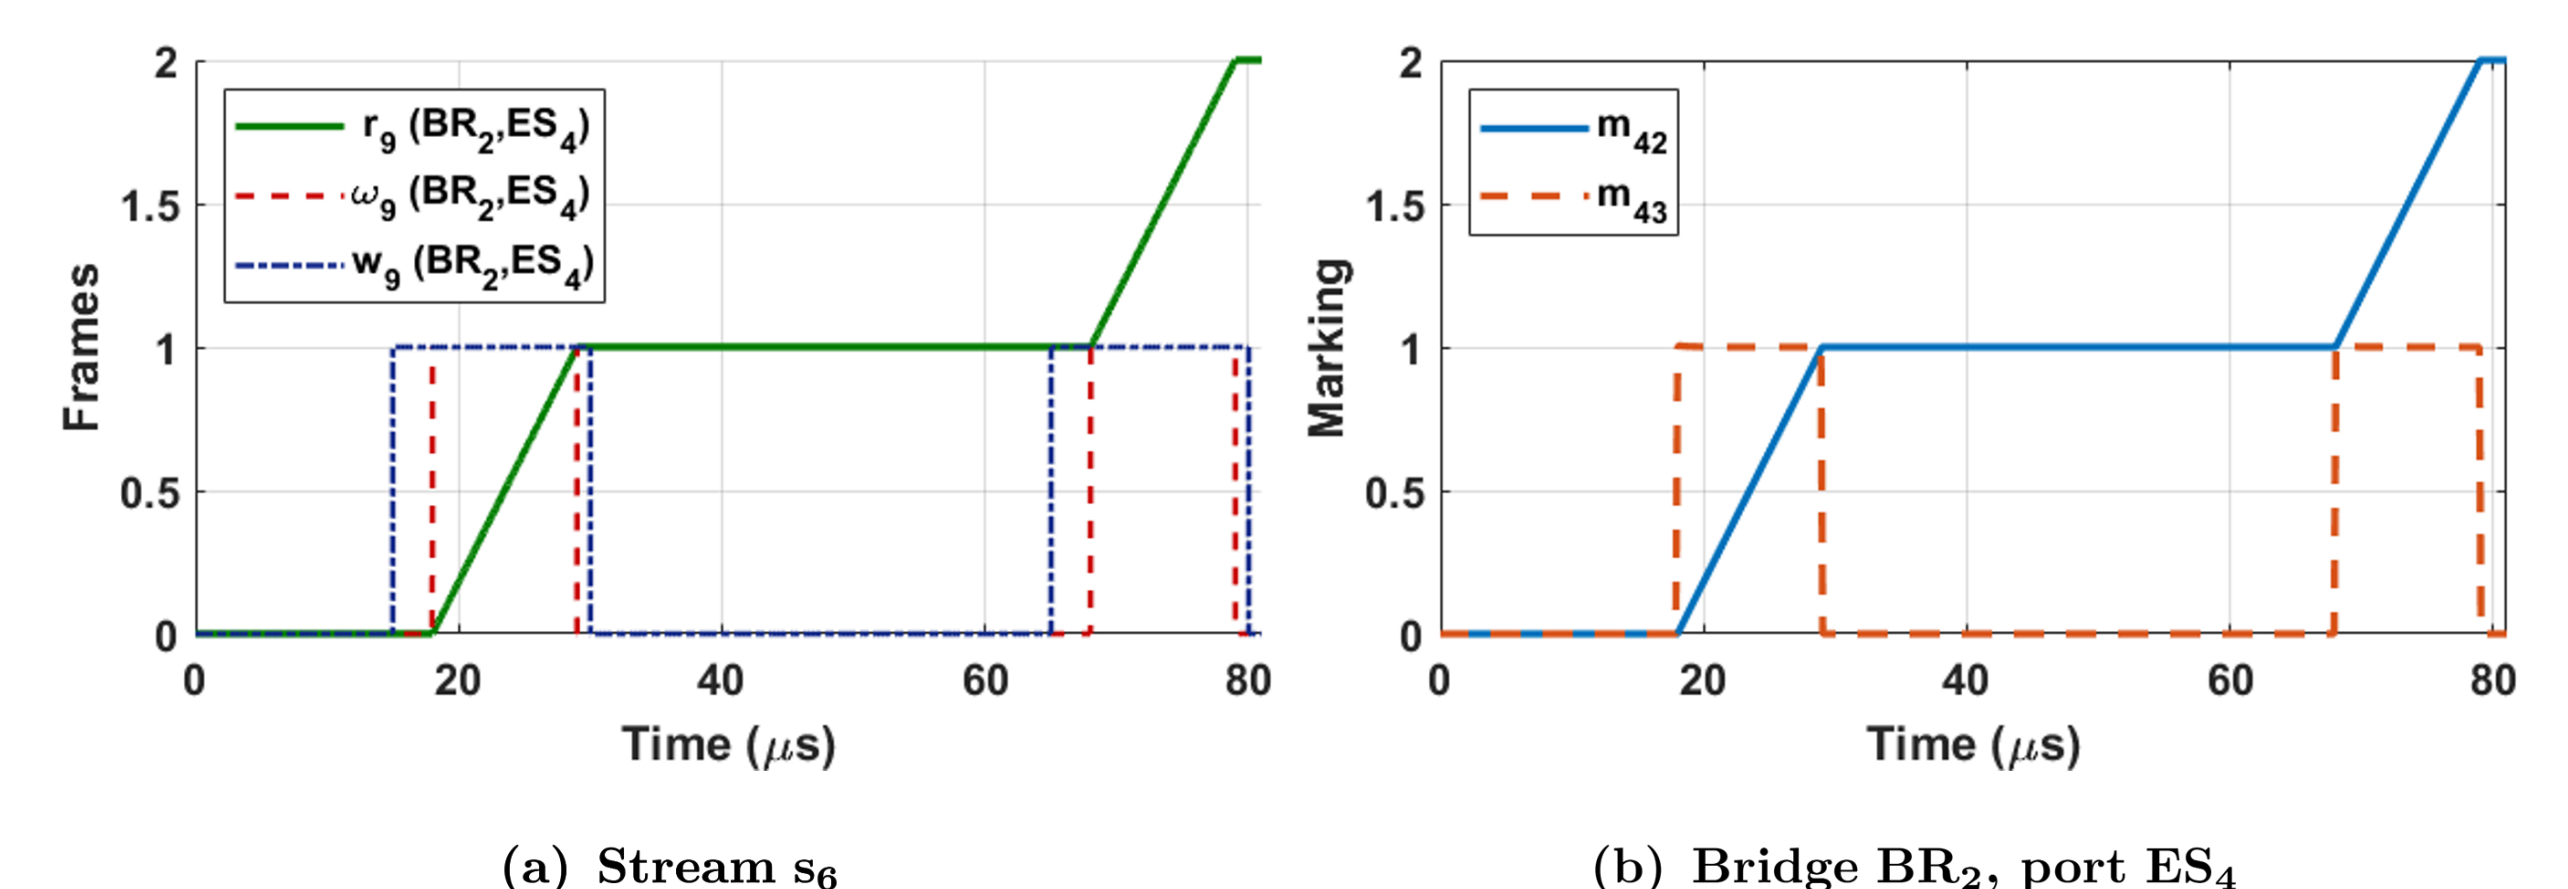 2
1.5
1
0.5
0
Frames
r9 (BR2,ES4)
ω9 (BR2,ES4)
w9 (BR2,ES4)
0 20 40 60 80
Time (μs)
(a) Stream s6
2
1.5
1
0.5
0
Marking
m42
m43
0 20 40 60 80
Time (μs)
(b) Bridge BR2, port ES4